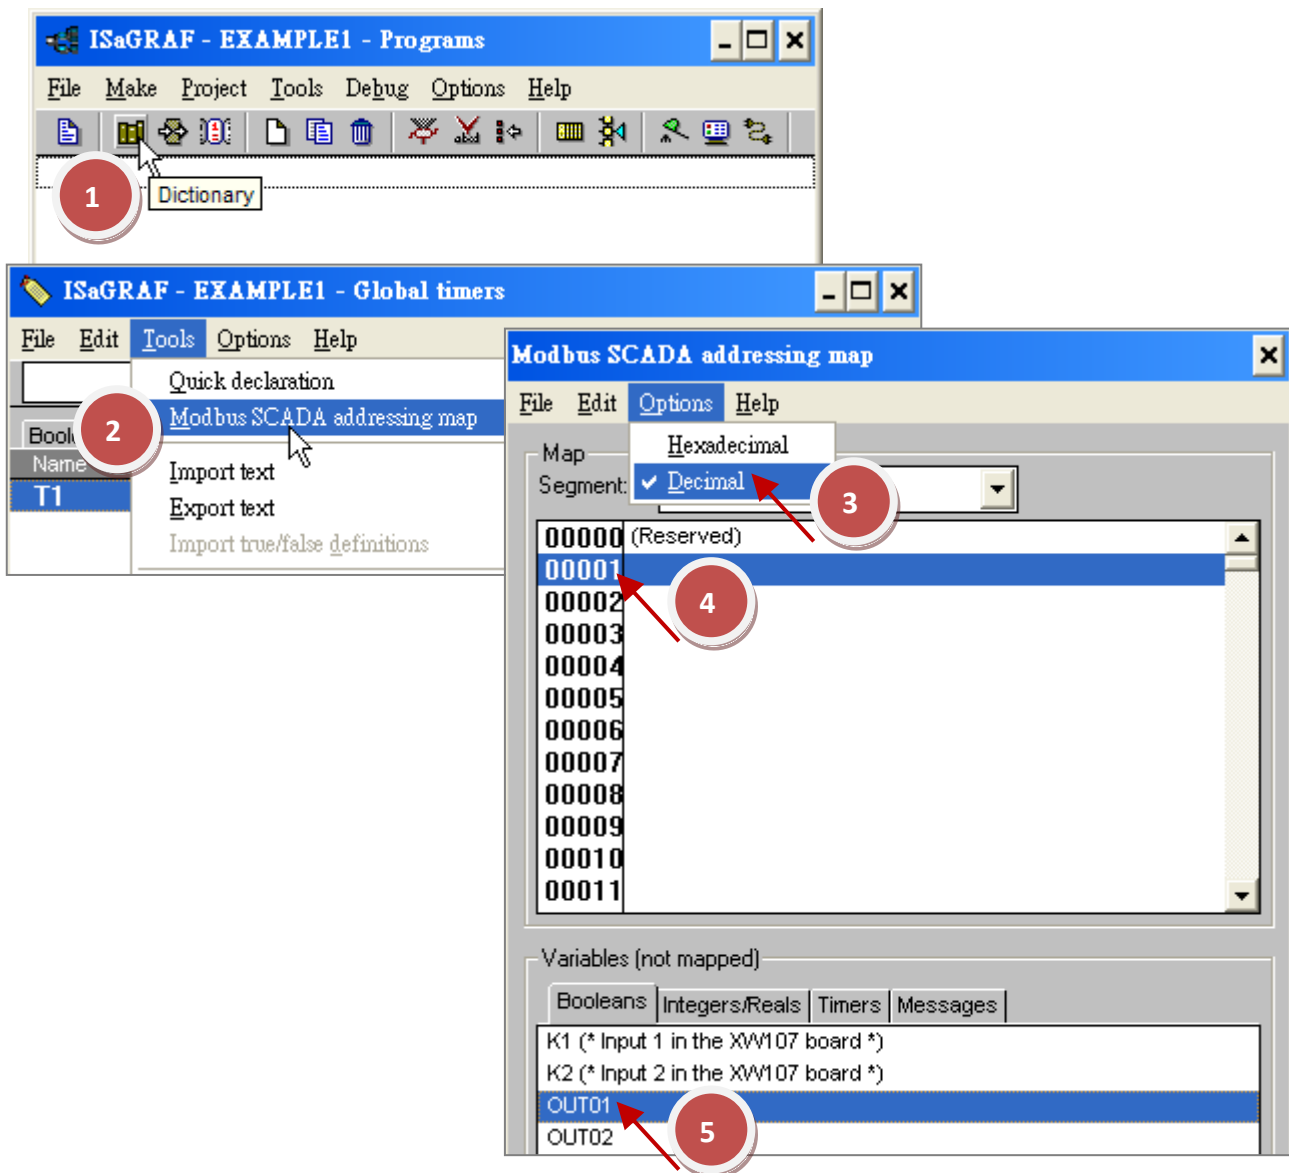 ISaGRAF - EXAMPLE1 - Programs
File Make Project Tools Debug Options Help
1
Dictionary
ISaGRAF - EXAMPLE1 - Global timers
File Edit Tools Options Help
Quick declaration
2
Modbus SCADA addressing map
Name
T1
Import text
Export text
Import true/false definitions
Modbus SCADA addressing map
File Edit Options Help
Hexadecimal
Decimal
3
Map
Segment:
00000 (Reserved)
00001
4
00002
00003
00004
00005
00006
00007
00008
00009
00010
00011
Variables (not mapped)
Booleans Integers/Reals Timers Messages
K1 (* Input 1 in the XW107 board *)
K2 (* Input 2 in the XW107 board *)
OUT01
5
OUT02